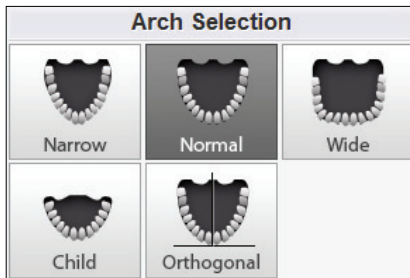 Arch Selection
Narrow
Normal
Wide
Child
Orthogonal